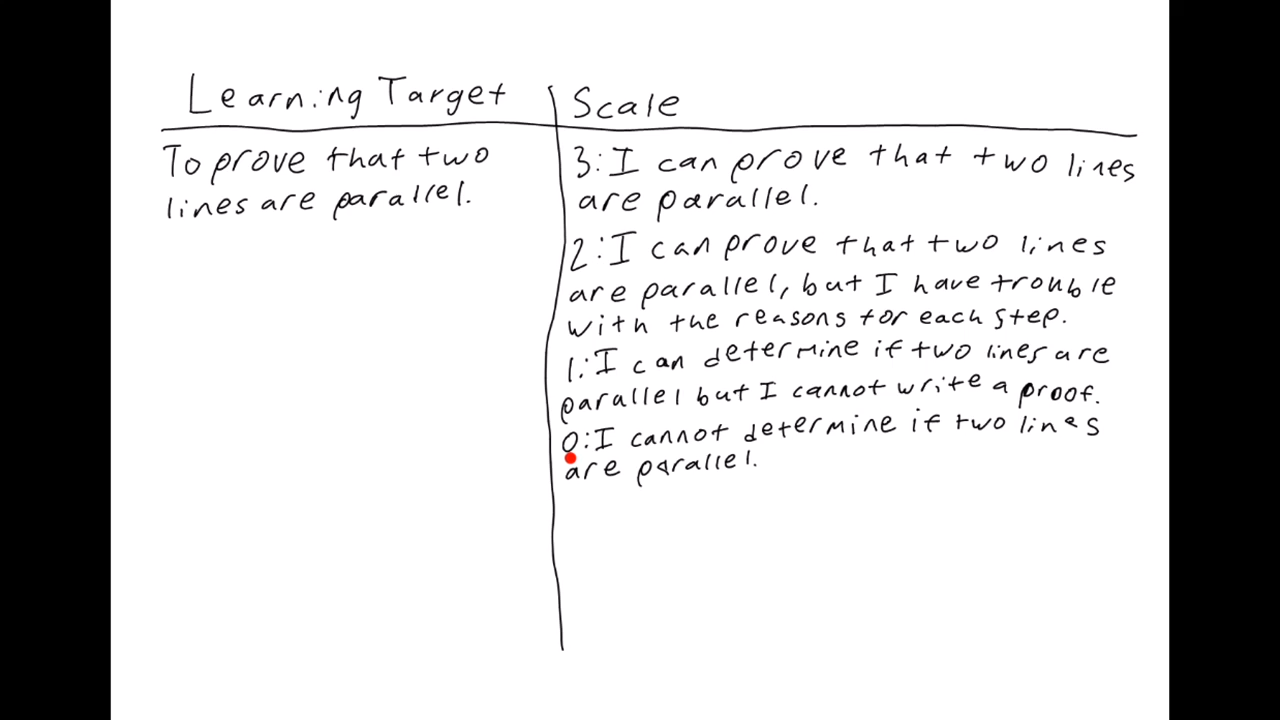 Learning Target
Scale
To prove that two
lines are parallel.
3: I can prove that two lines
are parallel.
2: I can prove that two lines
are parallel, but I have trouble
with the reasons for each step.
1: I can determine if two lines are
parallel but I cannot write a proof.
0: I cannot determine if two lines
are parallel.